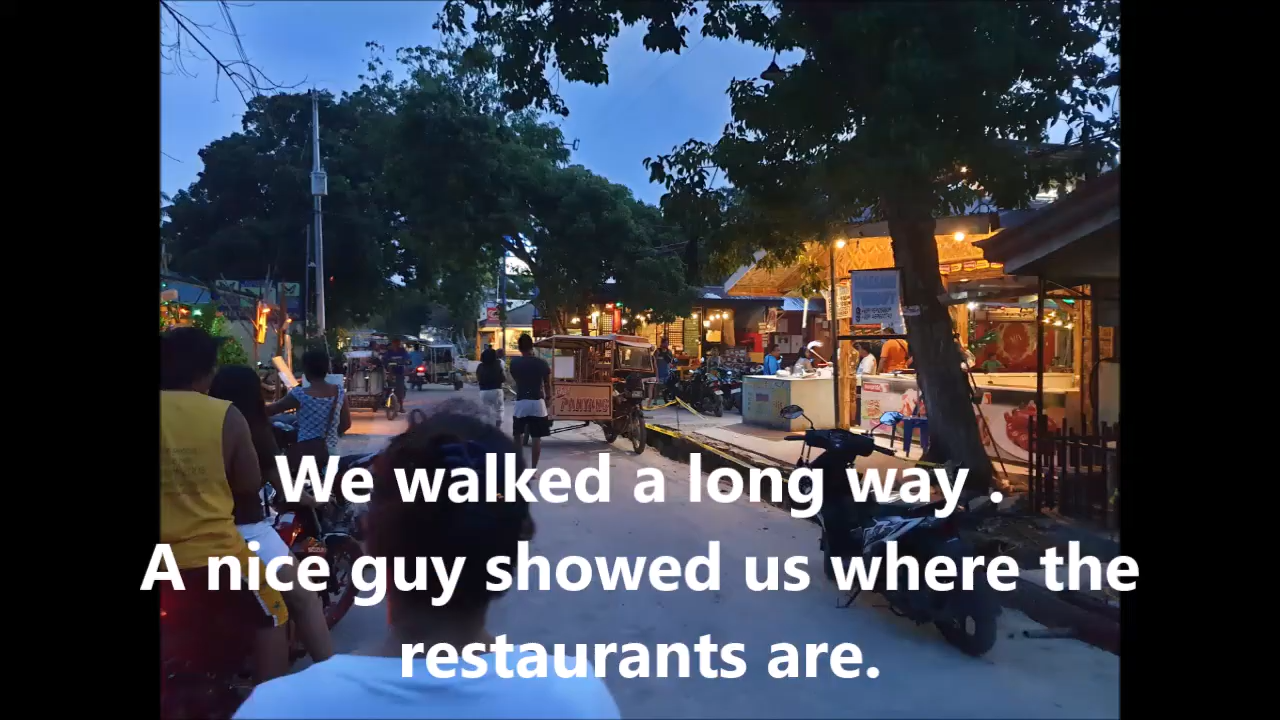 We walked a long way .
A nice guy showed us where the
restaurants are.